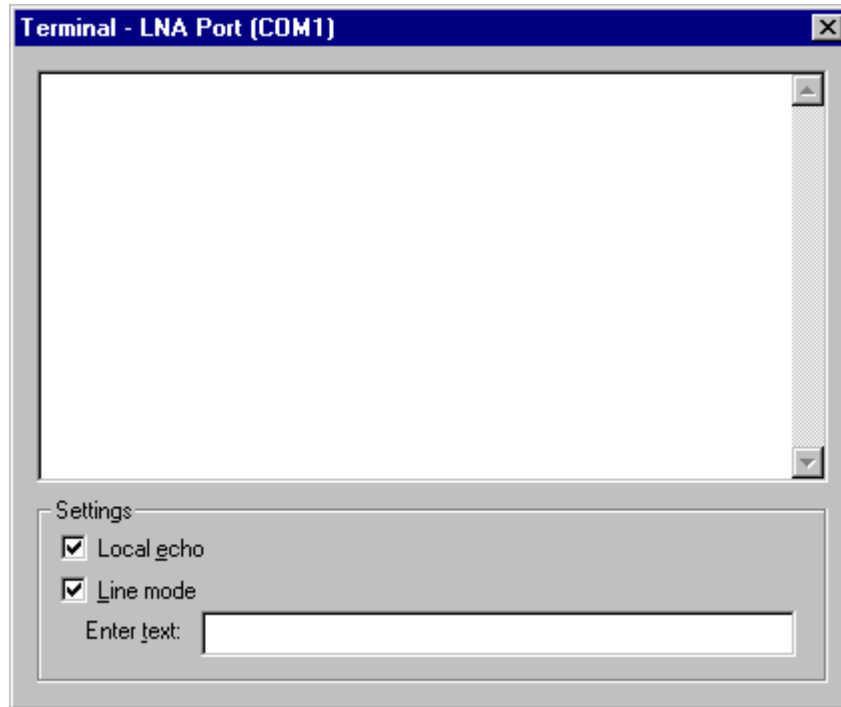 Terminal - LNA Port (COM1)
Settings
Local echo
Line mode
Enter text: